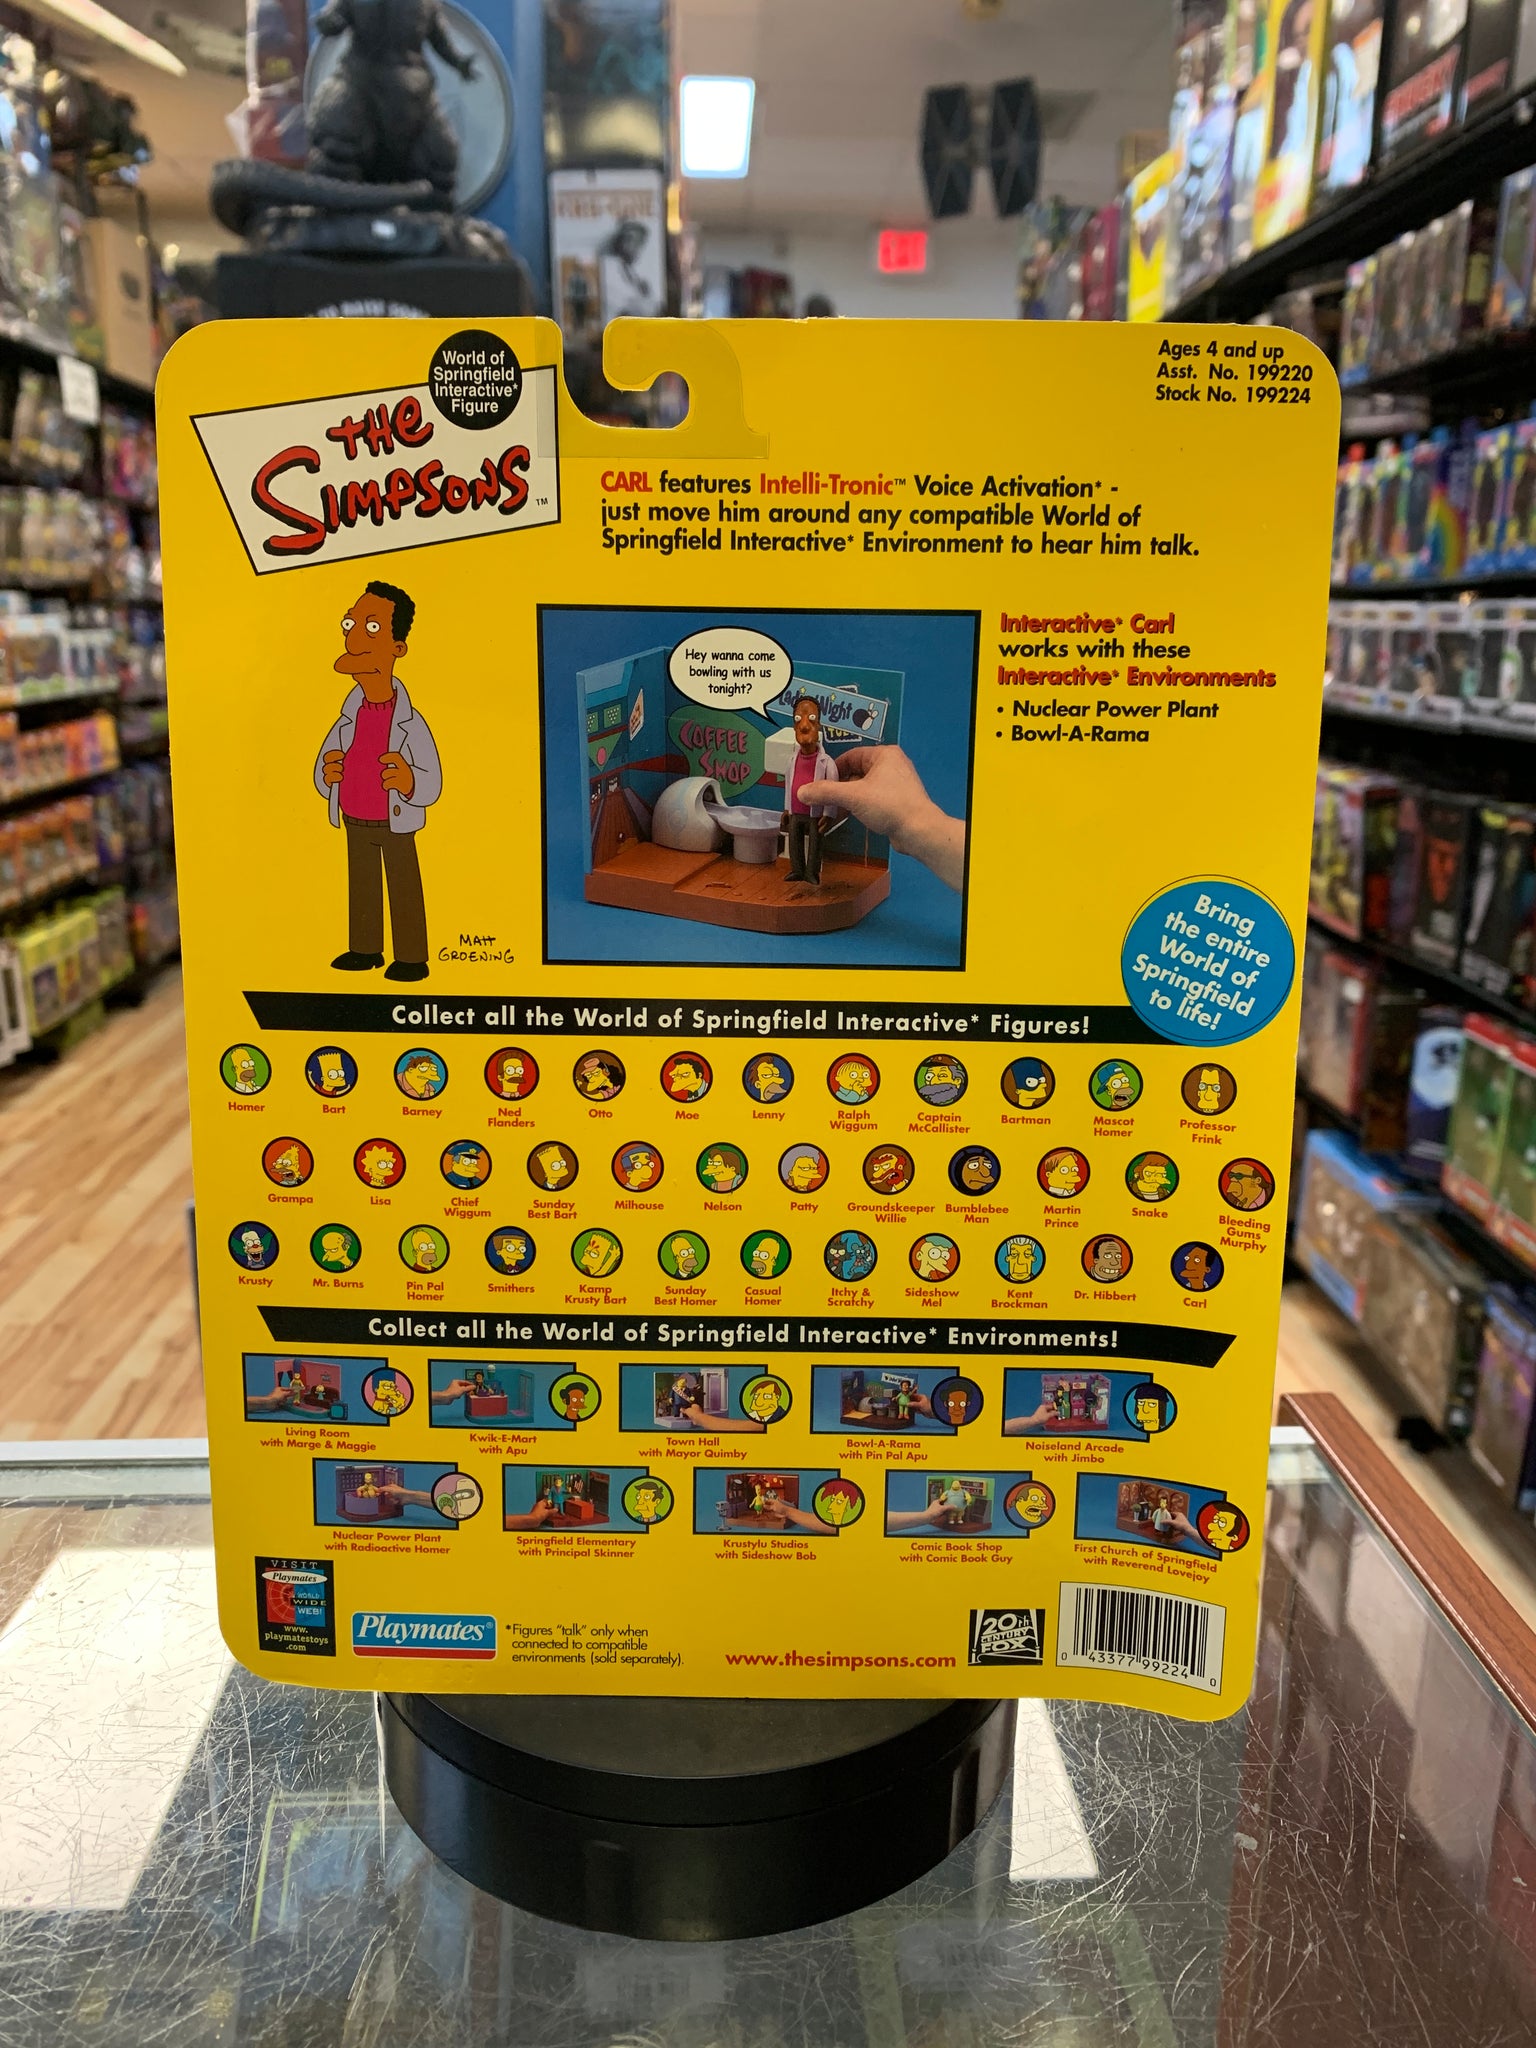 World of
Springfield
Interactive*
Figure
THE
SIMPSONS™
Ages 4 and up
Asst. No. 199220
Stock No. 199224
CARL features Intelli-Tronic™ Voice Activation* -
just move him around any compatible World of
Springfield Interactive* Environment to hear him talk.
Hey wanna come
bowling with us
tonight?
COFFEE
SHOP
MATT
GROENING
Interactive* Carl
works with these
Interactive* Environments
• Nuclear Power Plant
• Bowl-A-Rama
Bring
the entire
World of
Springfield
to life!
Collect all the World of Springfield Interactive* Figures!
Homer
Bart
Barney
Ned
Flanders
Otto
Moe
Lenny
Ralph
Wiggum
Captain
McCallister
Bartman
Mascot
Homer
Professor
Frink
Grampa
Lisa
Chief
Wiggum
Sunday
Best Bart
Milhouse
Nelson
Patty
Groundskeeper
Willie
Bumblebee
Man
Martin
Prince
Snake
Bleeding
Gums
Murphy
Krusty
Mr. Burns
Pin Pal
Homer
Smithers
Kamp
Krusty Bart
Sunday
Best Homer
Casual
Homer
Itchy &
Scratchy
Sideshow
Mel
Kent
Brockman
Dr. Hibbert
Carl
Collect all the World of Springfield Interactive* Environments!
Living Room
with Marge & Maggie
Kwik-E-Mart
with Apu
Town Hall
with Mayor Quimby
Bowl-A-Rama
with Pin Pal Apu
Noiseland Arcade
with Jimbo
Nuclear Power Plant
with Radioactive Homer
Springfield Elementary
with Principal Skinner
Krustylu Studios
with Sideshow Bob
Comic Book Shop
with Comic Book Guy
First Church of Springfield
with Reverend Lovejoy
VISIT
Playmates
WORLD
WIDE
WEB!
www.
playmatestoys
.com
Playmates®
*Figures "talk" only when
connected to compatible
environments (sold separately).
www.thesimpsons.com
20th
CENTURY
FOX
0 43377 99224 0
EXIT